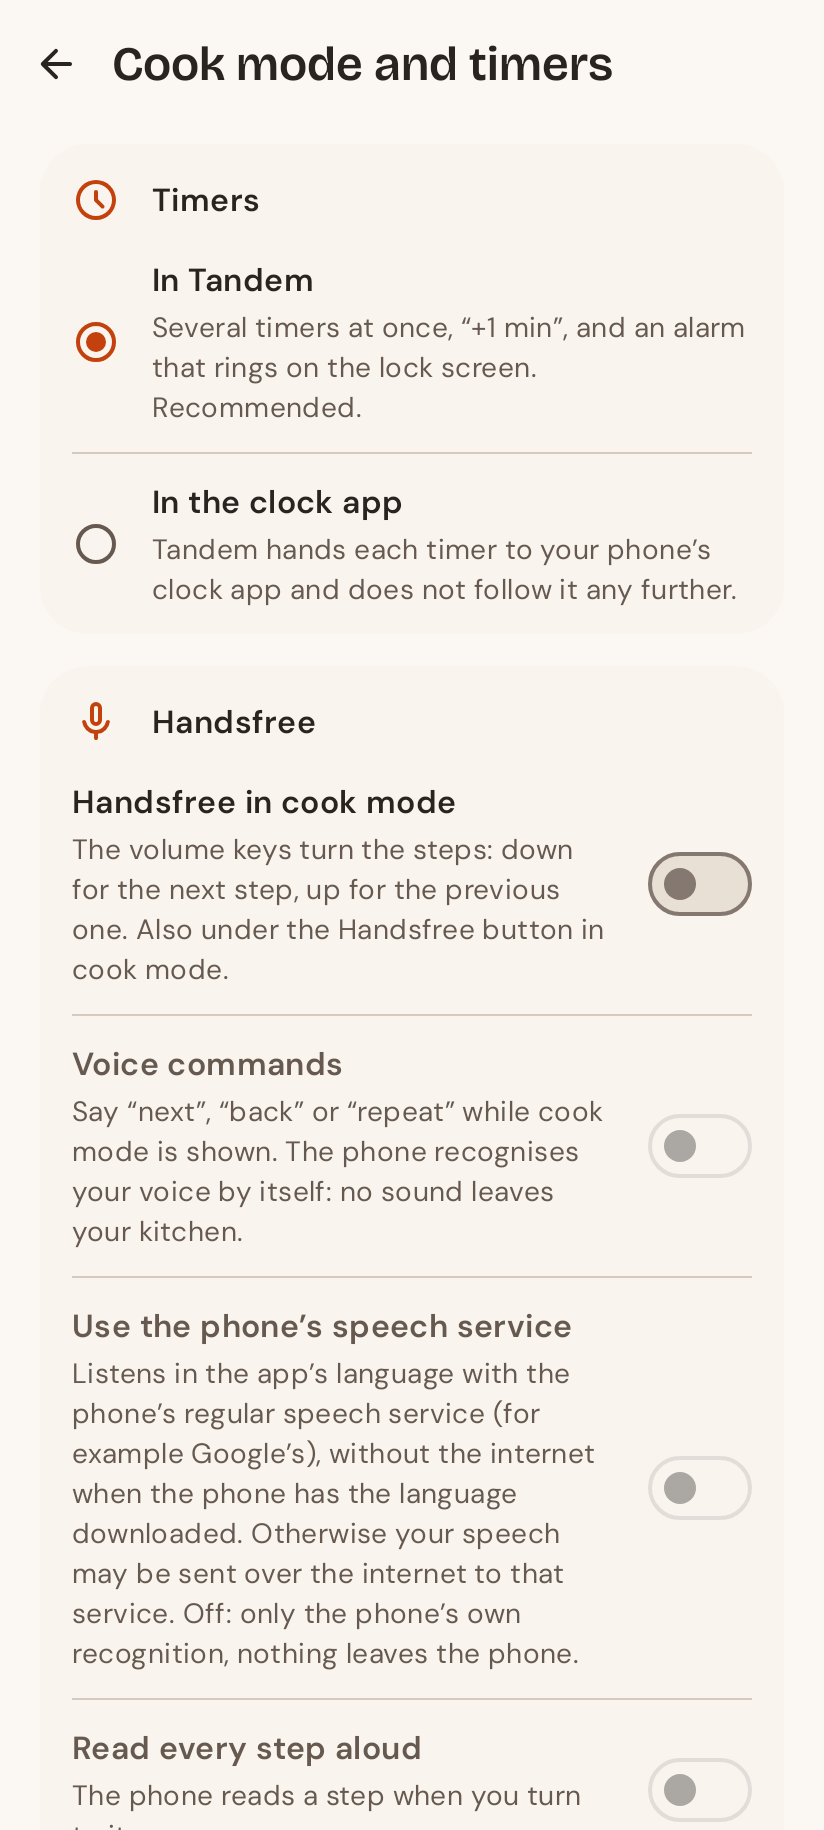 Cook mode and timers
Timers
In Tandem
Several timers at once, “+1 min”, and an alarm
that rings on the lock screen.
Recommended.
In the clock app
Tandem hands each timer to your phone’s
clock app and does not follow it any further.
Handsfree
Handsfree in cook mode
The volume keys turn the steps: down
for the next step, up for the previous
one. Also under the Handsfree button in
cook mode.
Voice commands
Say “next”, “back” or “repeat” while cook
mode is shown. The phone recognises
your voice by itself: no sound leaves
your kitchen.
Use the phone’s speech service
Listens in the app’s language with the
phone’s regular speech service (for
example Google’s), without the internet
when the phone has the language
downloaded. Otherwise your speech
may be sent over the internet to that
service. Off: only the phone’s own
recognition, nothing leaves the phone.
Read every step aloud
The phone reads a step when you turn